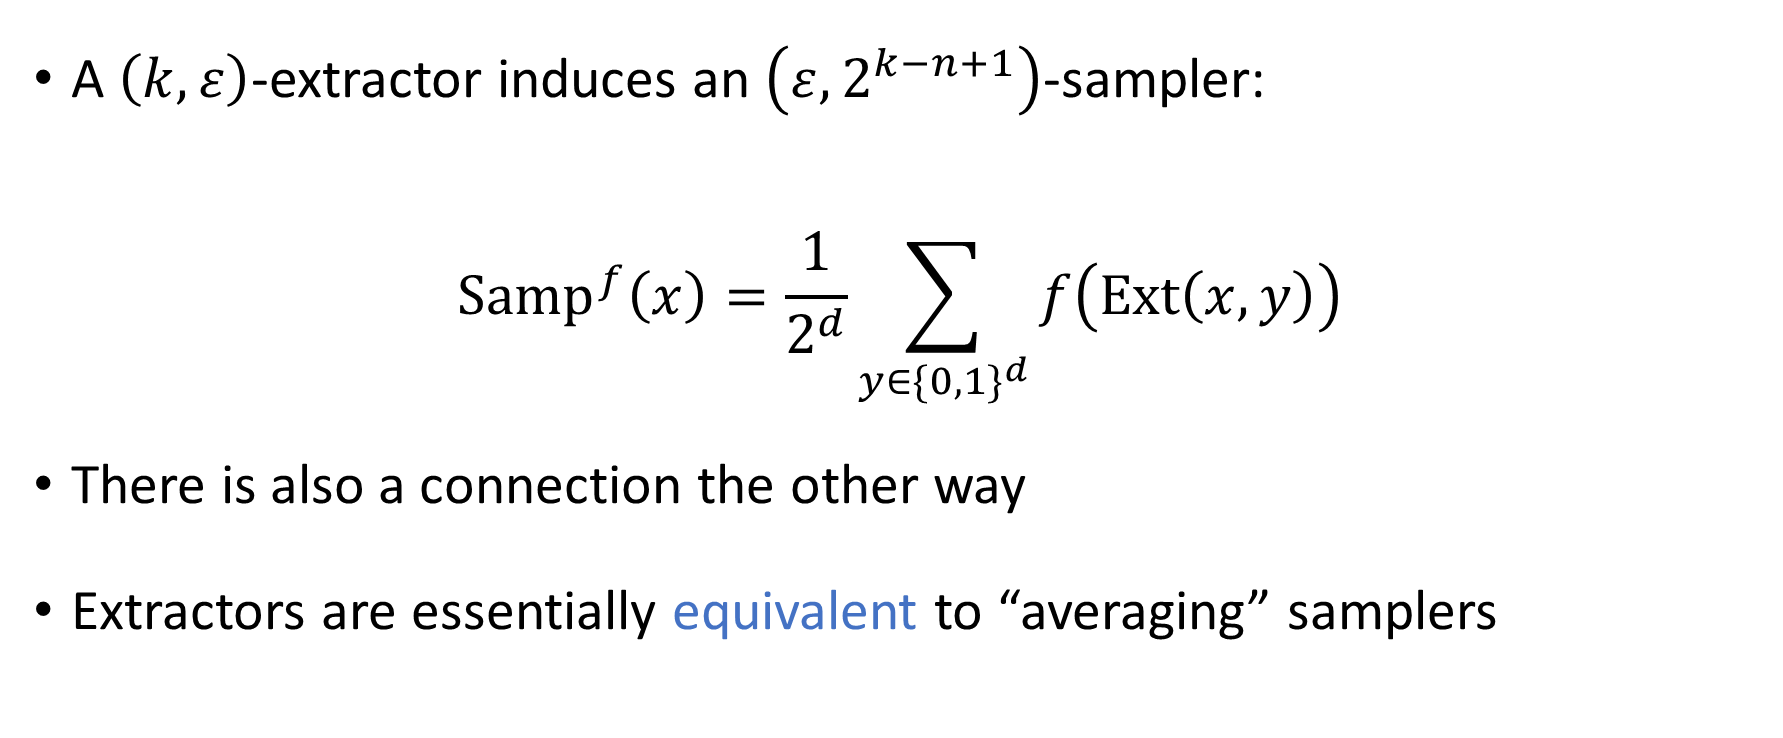 • A (𝑘, 𝜀)-extractor induces an (𝜀, 2^{𝑘−𝑛+1})-sampler:
Samp^𝑓(𝑥) = \frac{1}{2^𝑑} ∑_{𝑦∈{0,1}^𝑑} 𝑓(Ext(𝑥, 𝑦))
• There is also a connection the other way
• Extractors are essentially equivalent to “averaging” samplers